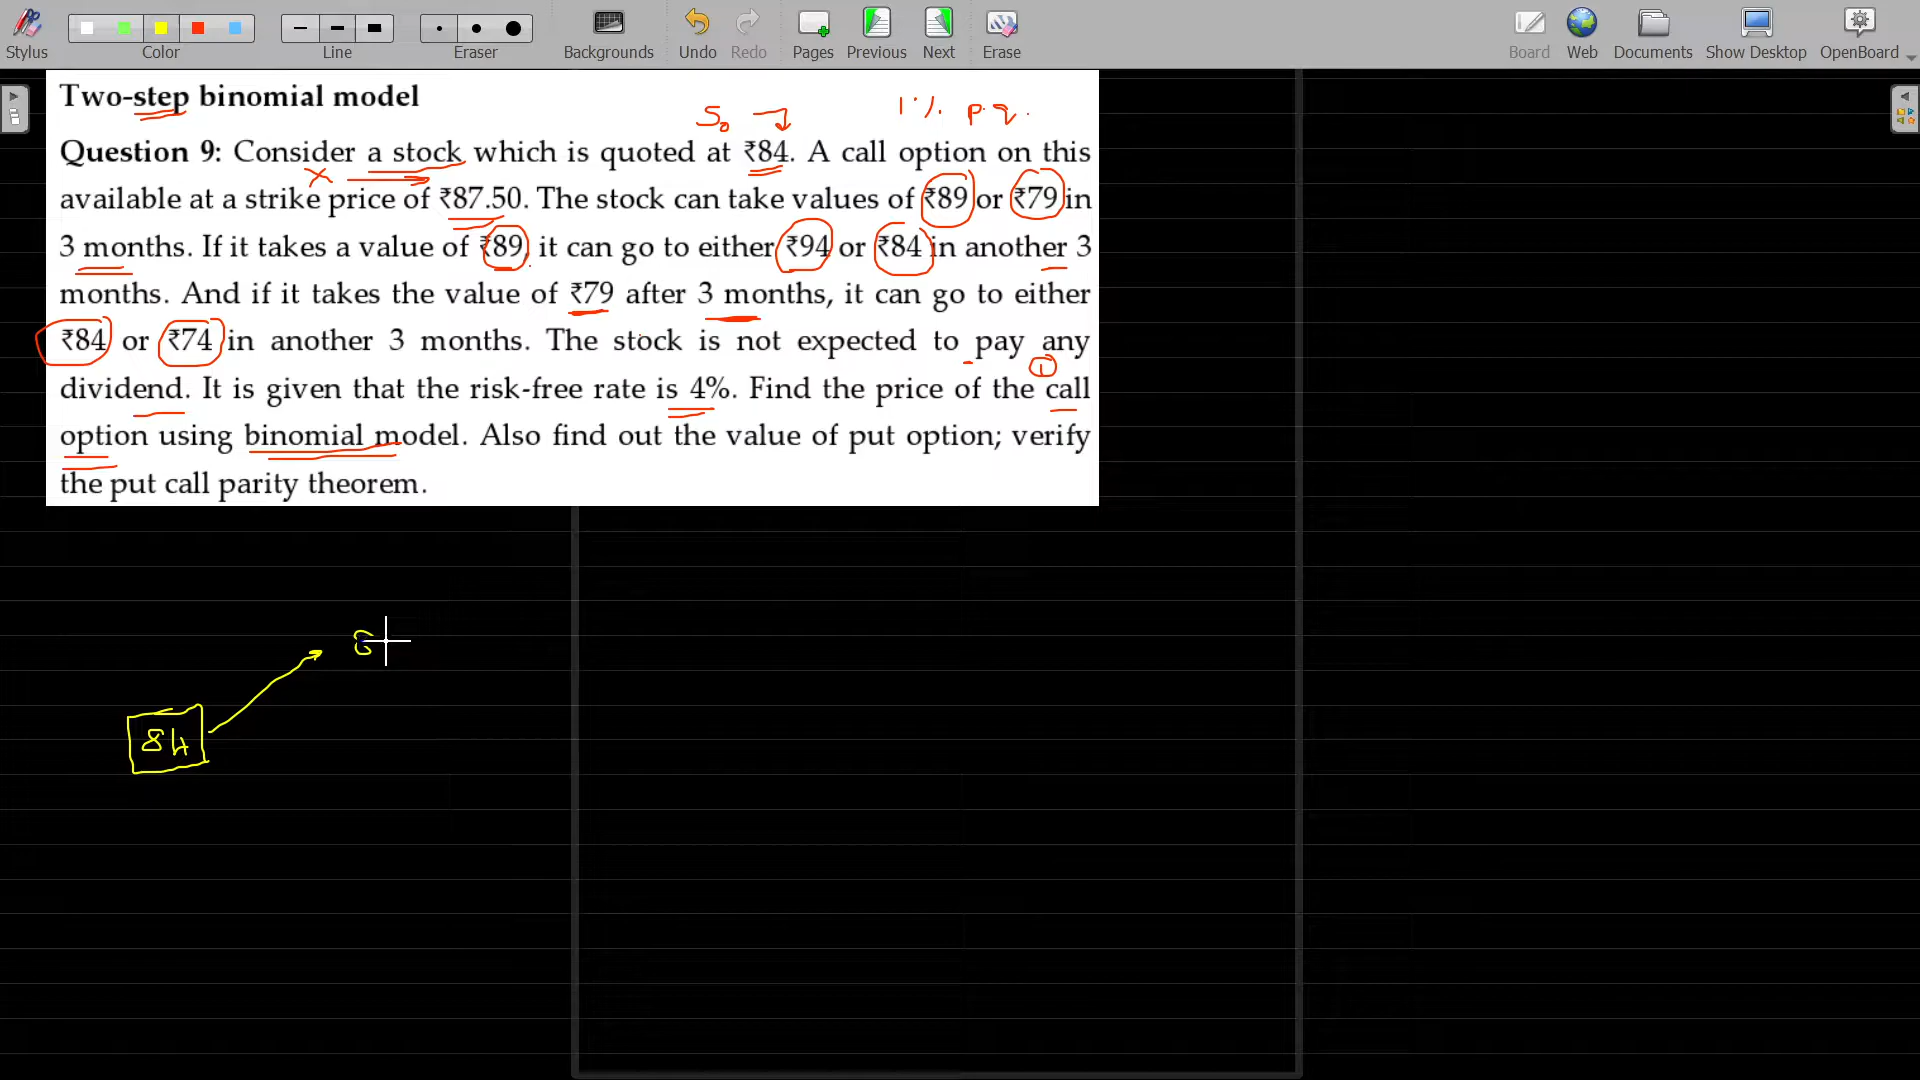 Stylus
Color
Line
Eraser
Backgrounds
Undo
Redo
Pages
Previous
Next
Erase
Board
Web
Documents
Show Desktop
OpenBoard
Two-step binomial model
S₀
1% p.q.
Question 9: Consider a stock which is quoted at ₹84. A call option on this
x
available at a strike price of ₹87.50. The stock can take values of ₹89 or ₹79 in
3 months. If it takes a value of ₹89, it can go to either ₹94 or ₹84 in another 3
months. And if it takes the value of ₹79 after 3 months, it can go to either
₹84 or ₹74 in another 3 months. The stock is not expected to pay any
1
dividend. It is given that the risk-free rate is 4%. Find the price of the call
option using binomial model. Also find out the value of put option; verify
the put call parity theorem.
8
84